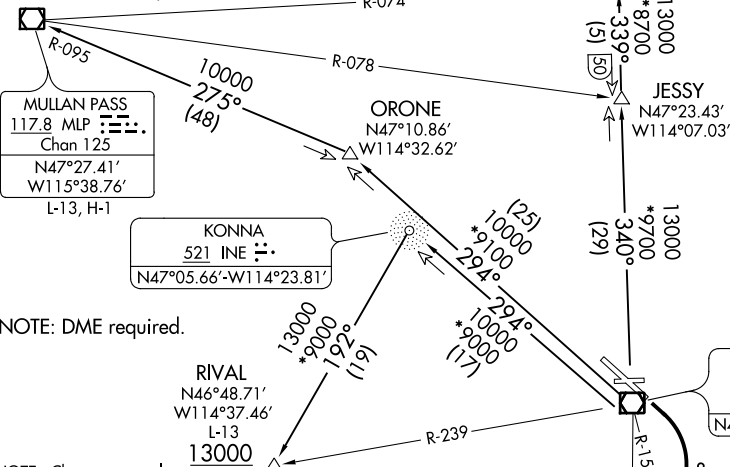 R-074
R-095
R-078
10000
275°
(48)
MULLAN PASS
117.8 MLP
Chan 125
N47°27.41′
W115°38.76′
L-13, H-1
ORONE
N47°10.86′
W114°32.62′
13000
*8700
339°
(5)
50
JESSY
N47°23.43′
W114°07.03′
13000
*9700
340°
(29)
KONNA
521 INE
N47°05.66′-W114°23.81′
(25)
10000
*9100
294°
294°
10000
*9000
(17)
NOTE: DME required.
13000
*9000
192°
(19)
RIVAL
N46°48.71′
W114°37.46′
L-13
13000
R-239
R-15
N4